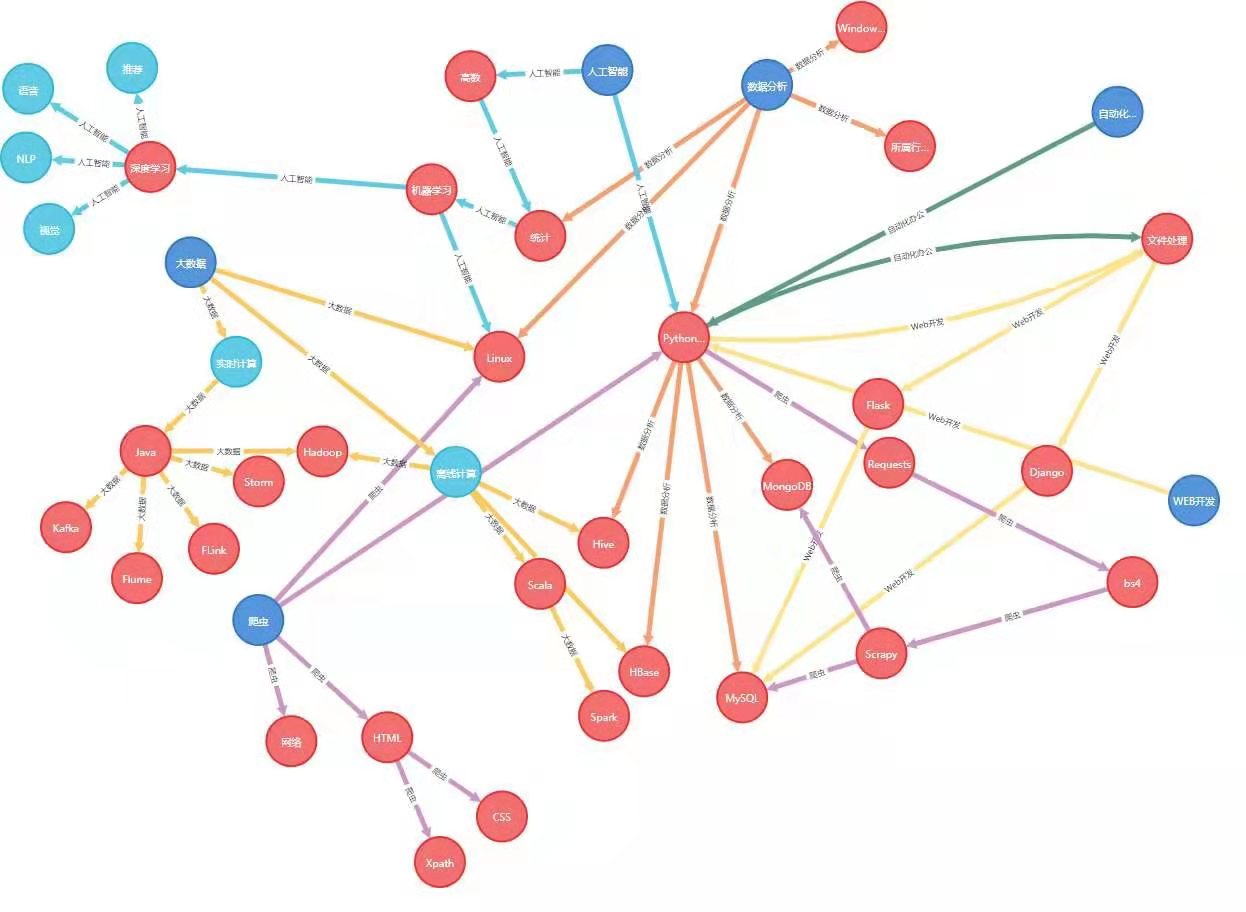 Window...
推荐
语音
高数
人工智能
人工智能
数据分析
数据分析
自动化...
数据分析
人工智能
人工智能
人工智能
所属行...
NLP
人工智能
深度学习
人工智能
数据分析
人工智能
人工智能
机器学习
人工智能
人工智能
数据分析
数据分析
自动化办公
视觉
统计
文件处理
自动化办公
大数据
人工智能
大数据
大数据
Web开发
Web开发
Python...
Web开发
实时计算
大数据
Linux
大数据
爬虫
数据分析
Flask
Web开发
数据分析
Java
大数据
Hadoop
大数据
大数据
离线计算
Requests
Django
Storm
大数据
大数据
大数据
爬虫
数据分析
MongoDB
WEB开发
大数据
大数据
数据分析
爬虫
Kafka
FLink
Hive
Web开发
Flume
Scala
爬虫
Web开发
bs4
爬虫
爬虫
大数据
Scrapy
爬虫
爬虫
HBase
爬虫
MySQL
Spark
网络
HTML
爬虫
爬虫
CSS
Xpath